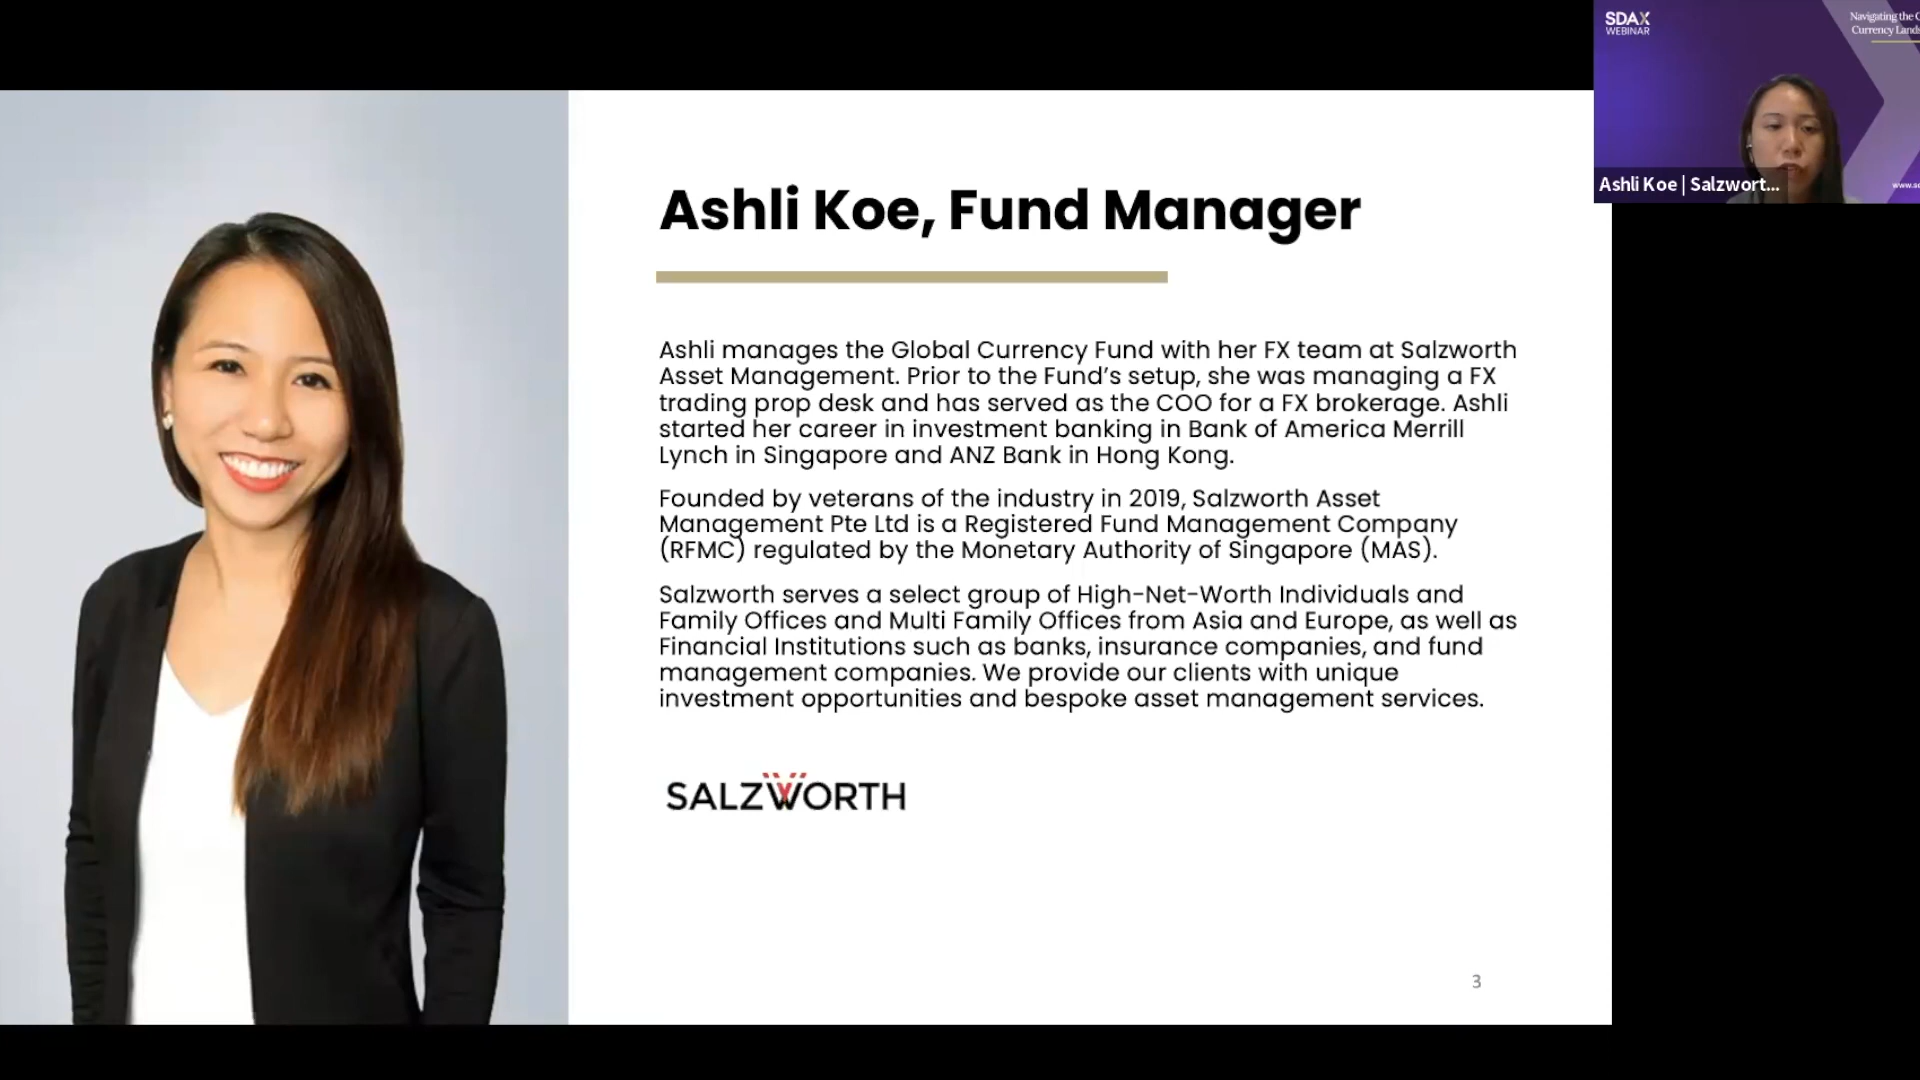 SDAX
WEBINAR
Navigating the
Currency
Ashli Koe | Salzwort...
Ashli Koe, Fund Manager
Ashli manages the Global Currency Fund with her FX team at Salzworth
Asset Management. Prior to the Fund's setup, she was managing a FX
trading prop desk and has served as the COO for a FX brokerage. Ashli
started her career in investment banking in Bank of America Merrill
Lynch in Singapore and ANZ Bank in Hong Kong.
Founded by veterans of the industry in 2019, Salzworth Asset
Management Pte Ltd is a Registered Fund Management Company
(RFMC) regulated by the Monetary Authority of Singapore (MAS).
Salzworth serves a select group of High-Net-Worth Individuals and
Family Offices and Multi Family Offices from Asia and Europe, as well as
Financial Institutions such as banks, insurance companies, and fund
management companies. We provide our clients with unique
investment opportunities and bespoke asset management services.
SALZWORTH
3